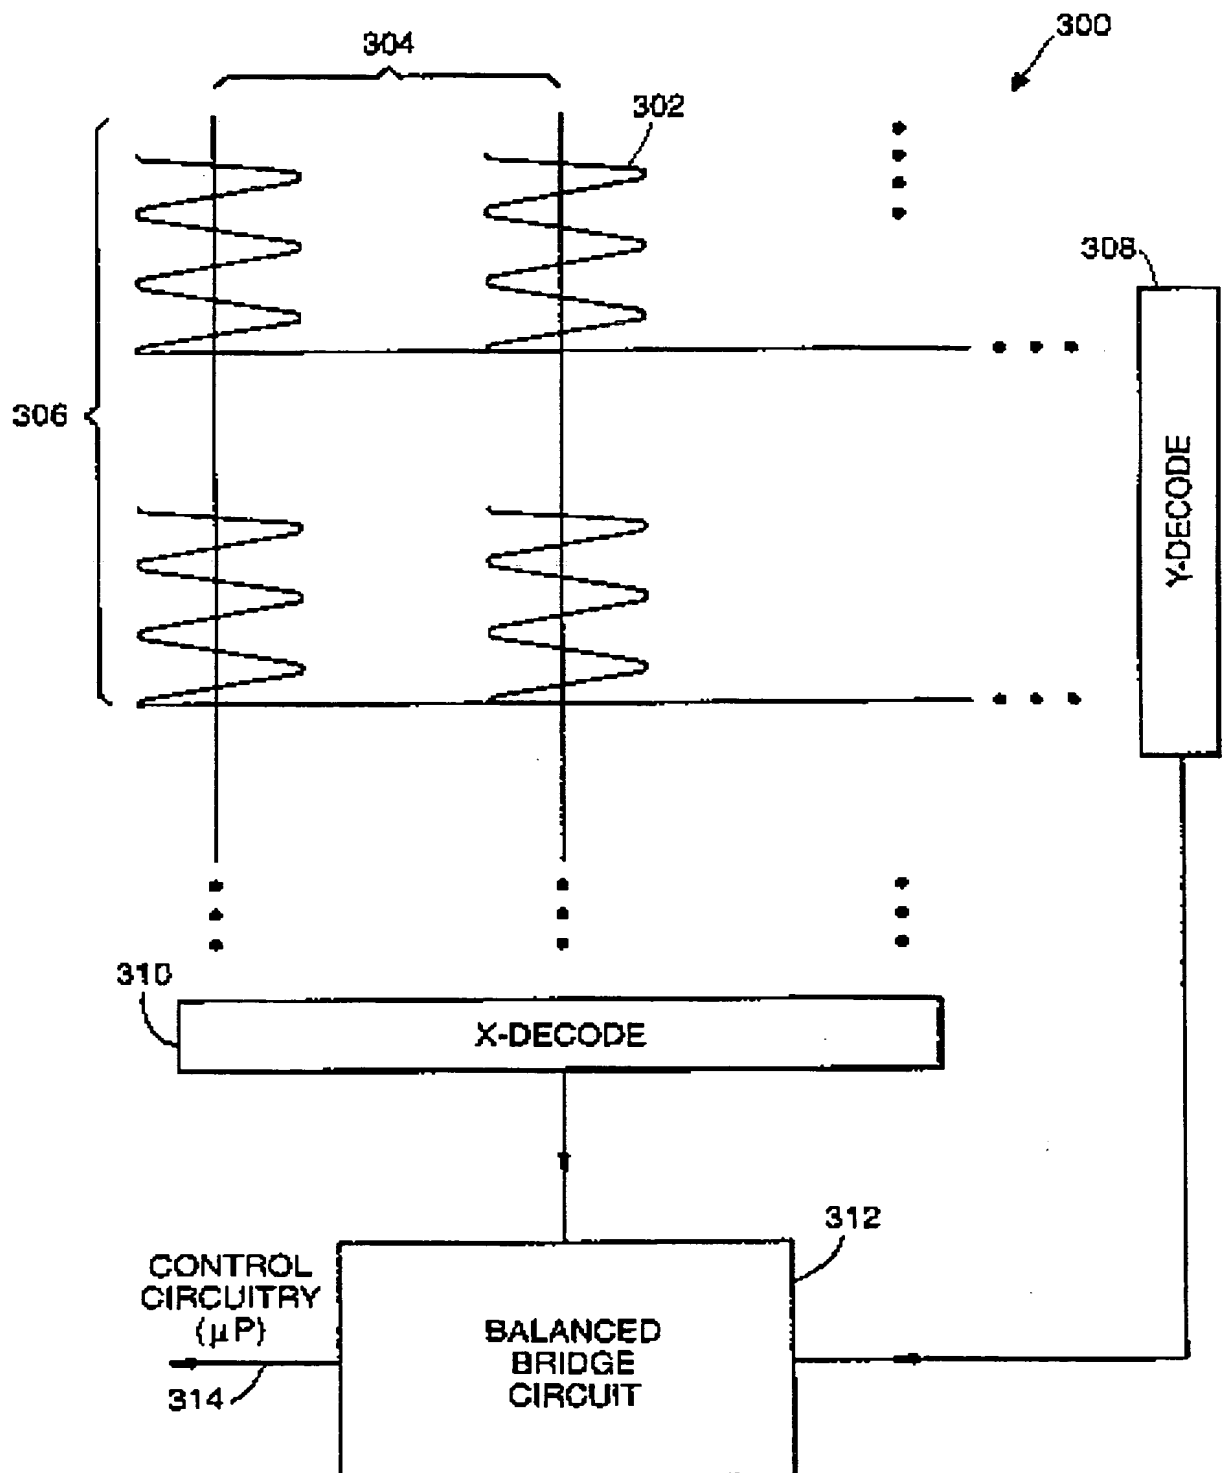 300
304
302
308
306
Y-DECODE
310
X-DECODE
312
CONTROL
CIRCUITRY
(μP)
BALANCED
BRIDGE
CIRCUIT
314